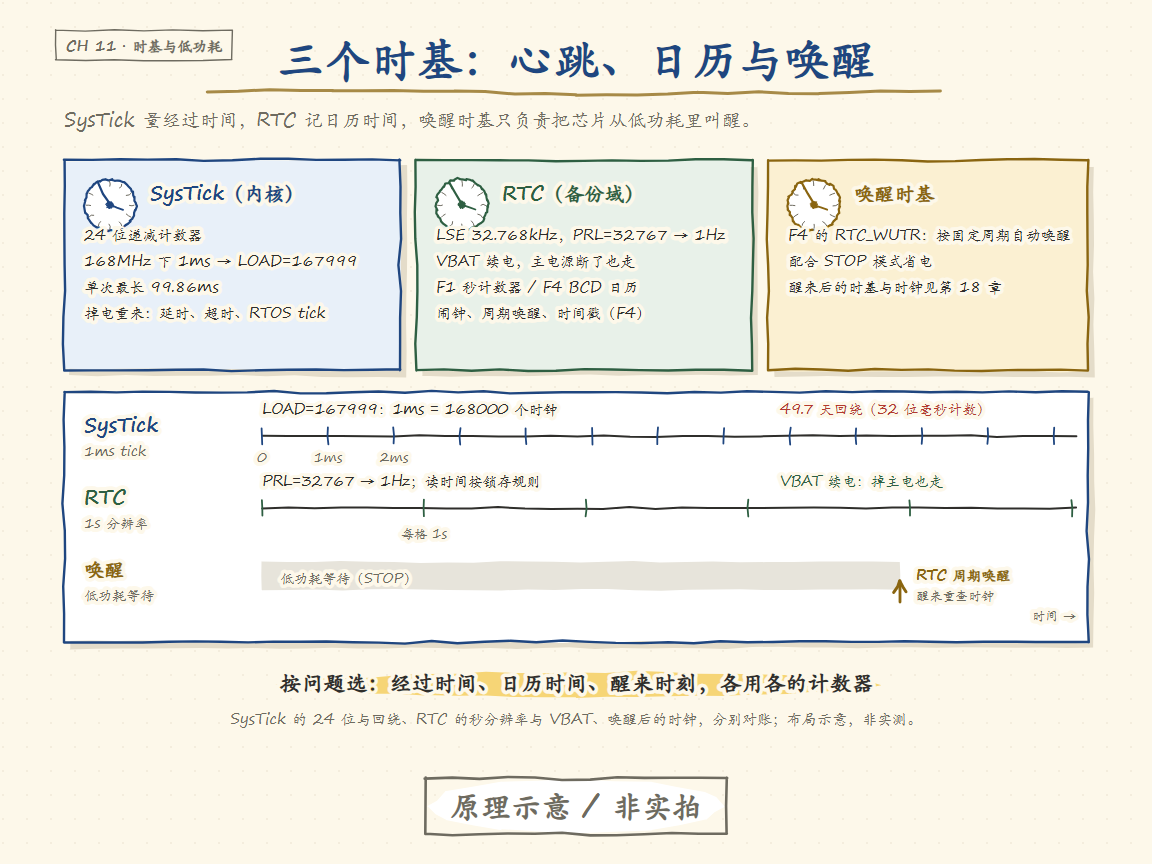 CH 11 · 时基与低功耗
三个时基：心跳、日历与唤醒
SysTick 量经过时间，RTC 记日历时间，唤醒时基只负责把芯片从低功耗里叫醒。
SysTick（内核）
24 位递减计数器
168MHz 下 1ms → LOAD=167999
单次最长 99.86ms
掉电重来：延时、超时、RTOS tick
RTC（备份域）
LSE 32.768kHz，PRL=32767 → 1Hz
VBAT 续电，主电源断了也走
F1 秒计数器 / F4 BCD 日历
闹钟、周期唤醒、时间戳（F4）
唤醒时基
F4 的 RTC_WUTR：按固定周期自动唤醒
配合 STOP 模式省电
醒来后的时基与时钟见第 18 章
SysTick
1ms tick
LOAD=167999：1ms = 168000 个时钟
49.7 天回绕（32 位毫秒计数）
0 1ms 2ms
RTC
1s 分辨率
PRL=32767 → 1Hz；读时间按锁存规则
VBAT 续电：掉主电也走
每格 1s
唤醒
低功耗等待
低功耗等待（STOP）
RTC 周期唤醒
醒来重查时钟
时间 →
按问题选：经过时间、日历时间、醒来时刻，各用各的计数器
SysTick 的 24 位与回绕、RTC 的秒分辨率与 VBAT、唤醒后的时钟，分别对账；布局示意，非实测。
原理示意 / 非实拍